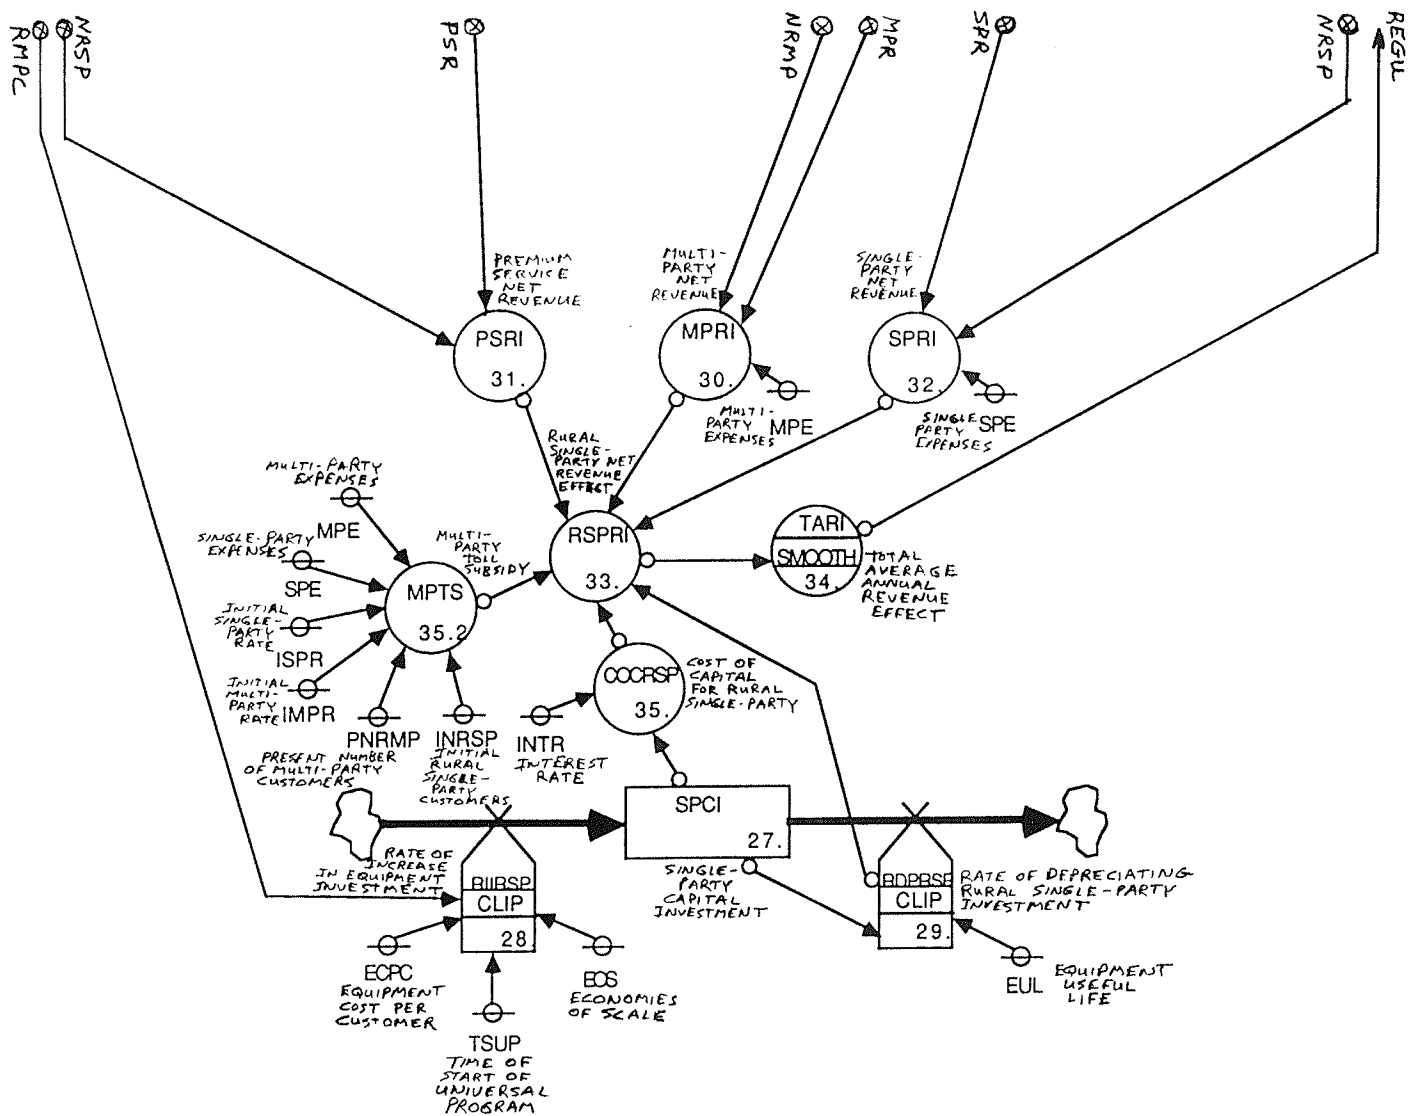 RMPC
NRSP
PSR
NRMP
MPR
SPR
NRSP
REGU
PREMIUM
SERVICE
NET
REVENUE
MULTI-
PARTY
NET
REVENUE
SINGLE-
PARTY
NET
REVENUE
PSRI
31.
MPRI
30.
SPRI
32.
MULTI-
PARTY
EXPENSES
MPE
SINGLE
PARTY
EXPENSES
SPE
RURAL
SINGLE-
PARTY NET
REVENUE
EFFECT
MULTI-PARTY
EXPENSES
MPE
SINGLE-PARTY
EXPENSES
SPE
INITIAL
SINGLE-
PARTY
RATE
ISPR
INITIAL
MULTI-
PARTY
RATE
IMPR
MPTS
35.2
MULTI-
PARTY
TOLL
SUBSIDY
RSPRI
33.
TARI
SMOOTH
34.
TOTAL
AVERAGE
ANNUAL
REVENUE
EFFECT
PNRMP
PRESENT NUMBER
OF MULTI-PARTY
CUSTOMERS
INRSP
INITIAL
RURAL
SINGLE-
PARTY
CUSTOMERS
INTR
INTEREST
RATE
COCRSP
35.
COST OF
CAPITAL
FOR RURAL
SINGLE-PARTY
SPCI
27.
SINGLE-
PARTY
CAPITAL
INVESTMENT
RATE OF
INCREASE
IN EQUIPMENT
INVESTMENT
RIIRSP
CLIP
28
RDPRSP
CLIP
29.
RATE OF DEPRECIATING
RURAL SINGLE-PARTY
INVESTMENT
ECPC
EQUIPMENT
COST PER
CUSTOMER
EOS
ECONOMIES
OF SCALE
EUL
EQUIPMENT
USEFUL
LIFE
TSUP
TIME OF
START OF
UNIVERSAL
PROGRAM